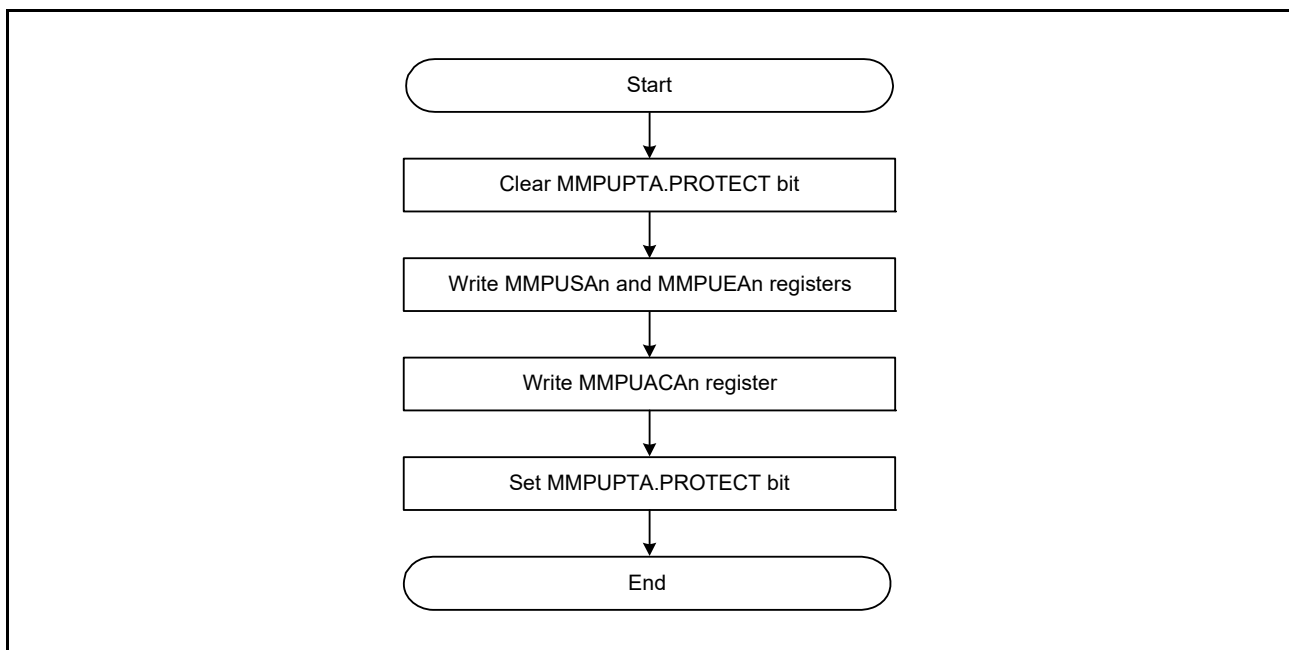 Start
Clear MMPUPTA.PROTECT bit
Write MMPUSAn and MMPUEAn registers
Write MMPUACAn register
Set MMPUPTA.PROTECT bit
End